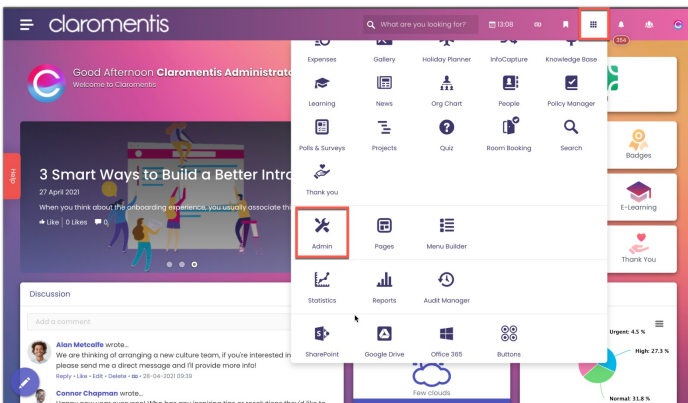 claromentis
What are you looking for?
13:08
354
Good Afternoon Claromentis Administrato
Welcome to Claromentis
Expenses
Gallery
Holiday Planner
InfoCapture
Knowledge Base
Learning
News
Org Chart
People
Policy Manager
Polls & Surveys
Projects
Quiz
Room Booking
Search
Thank you
Admin
Pages
Menu Builder
Statistics
Reports
Audit Manager
SharePoint
Google Drive
Office 365
Buttons
Help
3 Smart Ways to Build a Better Intra
27 April 2021
When you think about the onboarding experience, you usually associate thi
Like 0 Likes 0
Badges
E-Learning
Thank You
Discussion
Add a comment
Alan Metcalfe wrote...
We are thinking of arranging a new culture team, if you're interested in
please send me a direct message and i'll provide more info!
Reply • Like • Edit • Delete • 28-04-2021 09:39
Connor Chapman wrote...
Few clouds
Urgent: 4.5 %
High: 27.3 %
Normal: 31.8 %